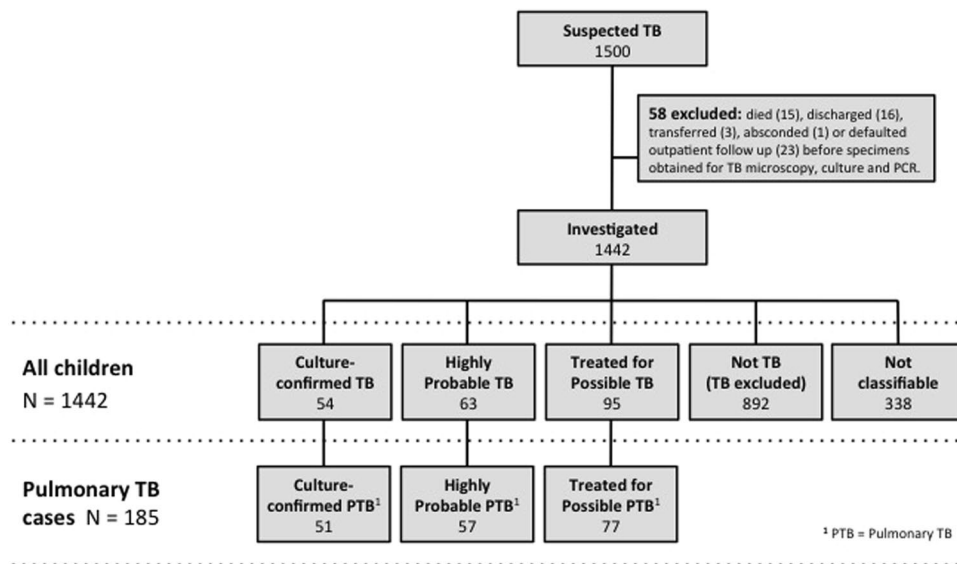 Suspected TB
1500
58 excluded: died (15), discharged (16),
transferred (3), absconded (1) or defaulted
outpatient follow up (23) before specimens
obtained for TB microscopy, culture and PCR.
Investigated
1442
All children
N = 1442
Culture-
confirmed TB
54
Highly
Probable TB
63
Treated for
Possible TB
95
Not TB
(TB excluded)
892
Not
classifiable
338
Pulmonary TB
cases N = 185
Culture-
confirmed PTB¹
51
Highly
Probable PTB¹
57
Treated for
Possible PTB¹
77
¹ PTB = Pulmonary TB